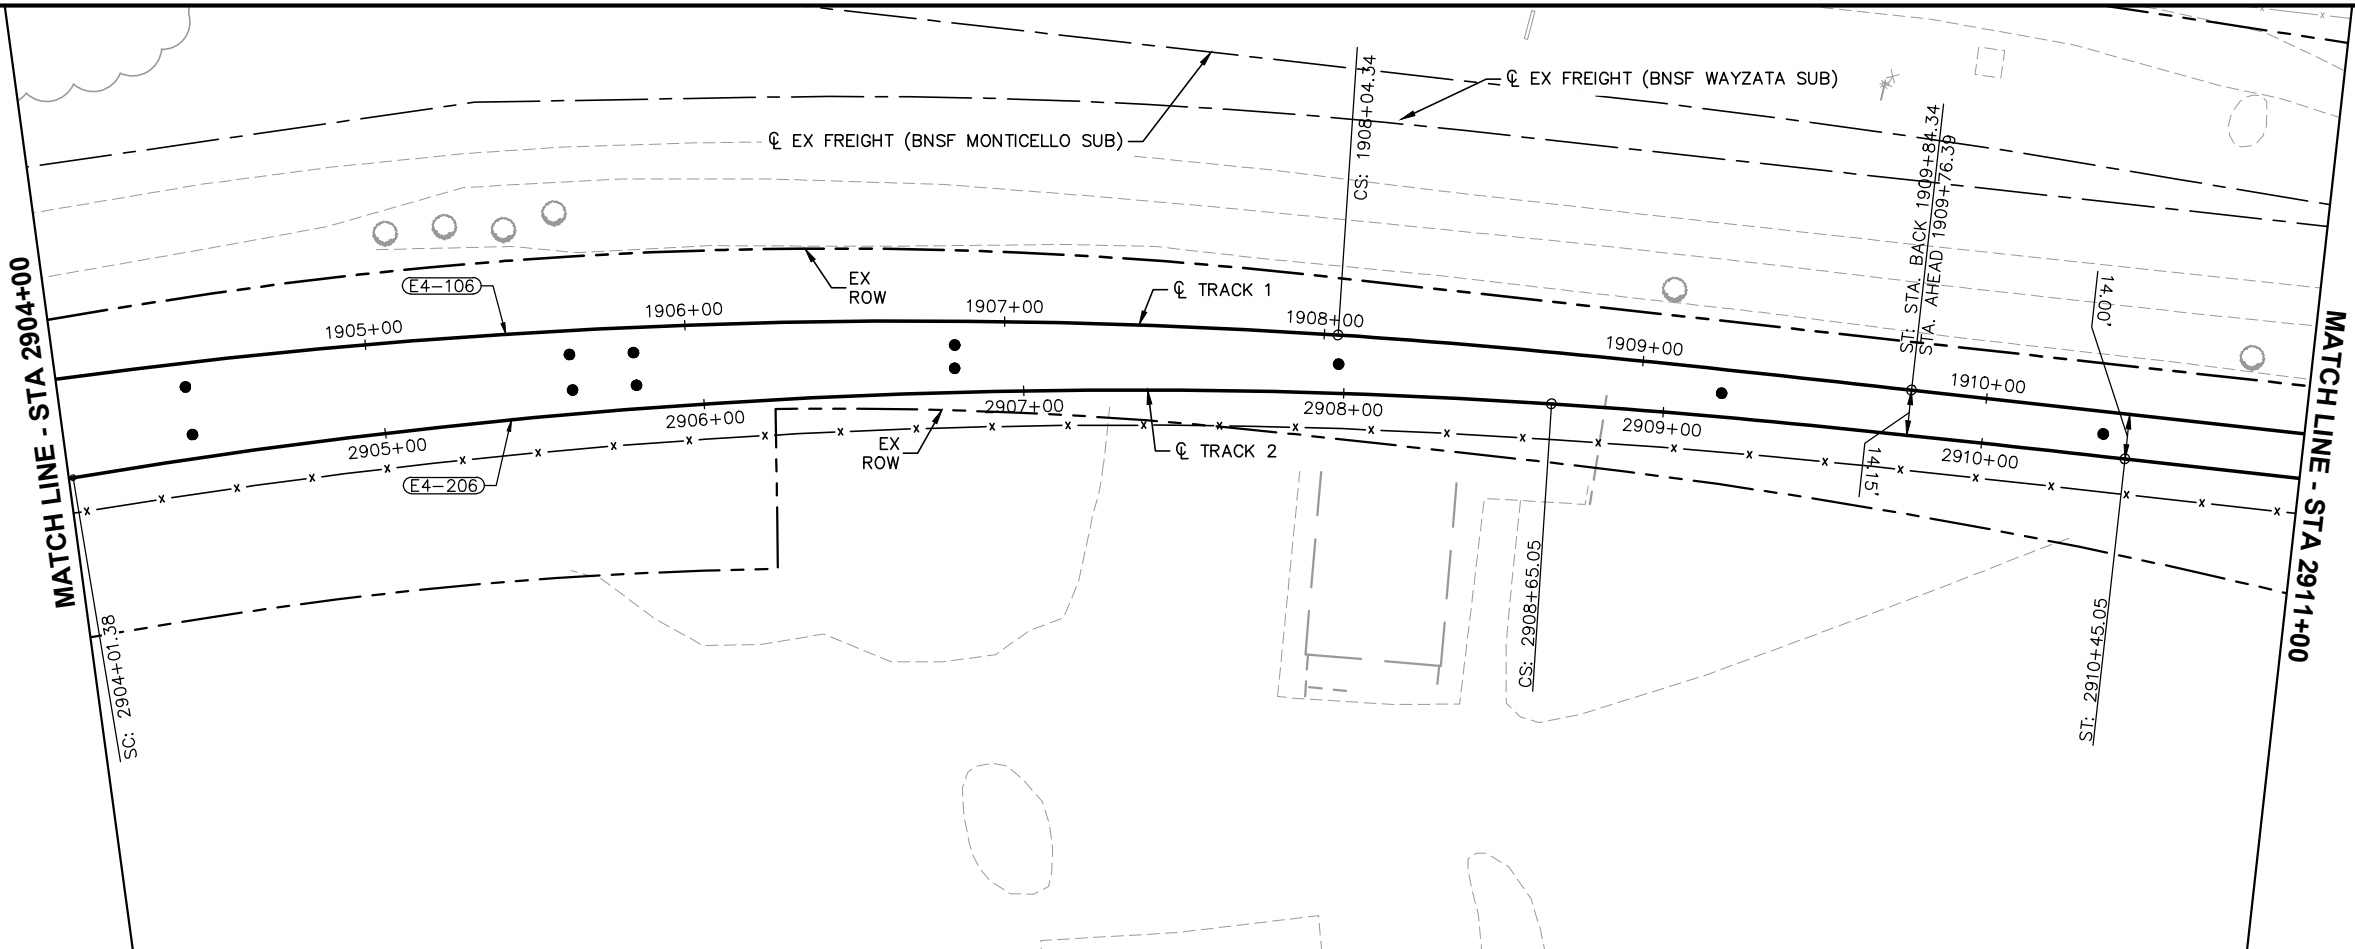 CS: 1908+04.34
℄ EX FREIGHT (BNSF WAYZATA SUB)
℄ EX FREIGHT (BNSF MONTICELLO SUB)
ST: STA. BACK 1909+84.34
STA. AHEAD 1909+76.39
MATCH LINE - STA 2904+00
E4-106
EX
ROW
℄ TRACK 1
14.00'
1905+00
1906+00
1907+00
1908+00
1909+00
1910+00
MATCH LINE - STA 2911+00
2905+00
2906+00
2907+00
2908+00
2909+00
2910+00
EX
ROW
℄ TRACK 2
E4-206
14.15'
SC: 2904+01.38
CS: 2908+65.05
ST: 2910+45.05
x x x x x x x x x x x x x x x x x x x x x x x x x x x x x x